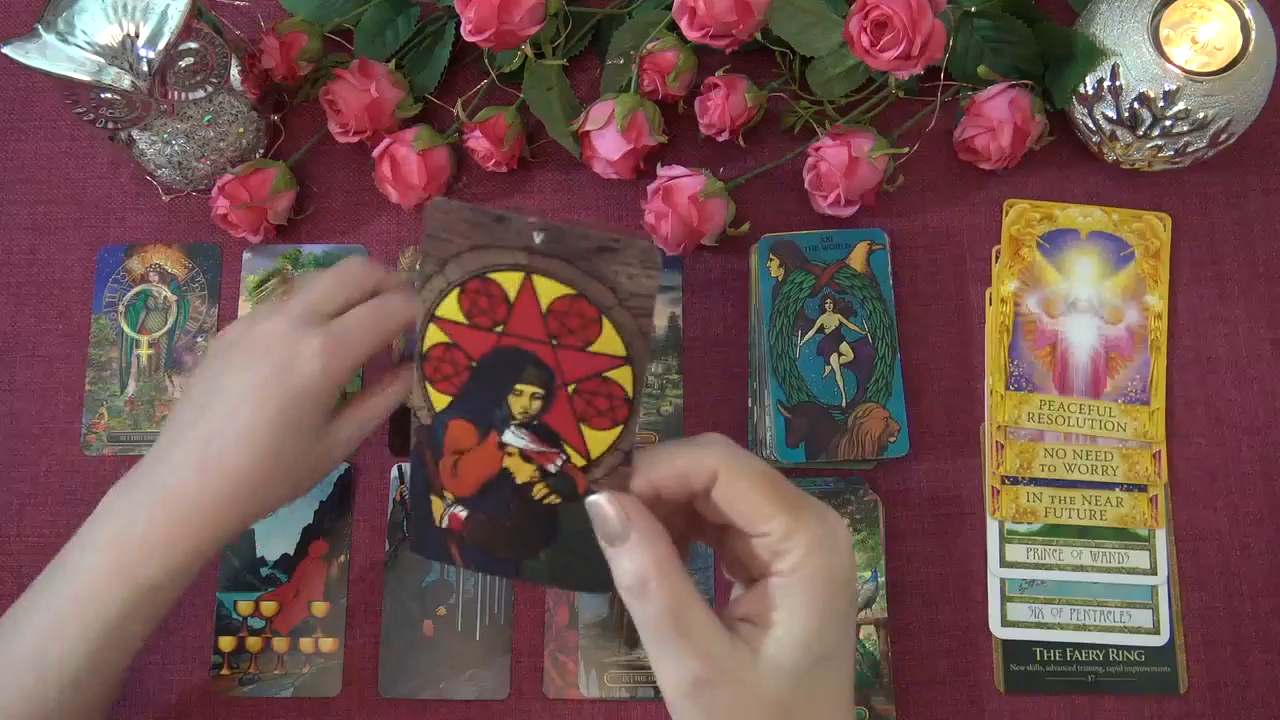 V
XXI
THE WORLD
PEACEFUL
RESOLUTION
NO NEED
TO WORRY
IN THE NEAR
FUTURE
PRINCE OF WANDS
SIX OF PENTACLES
THE FAERY RING
New skills, advanced training, rapid improvements
37